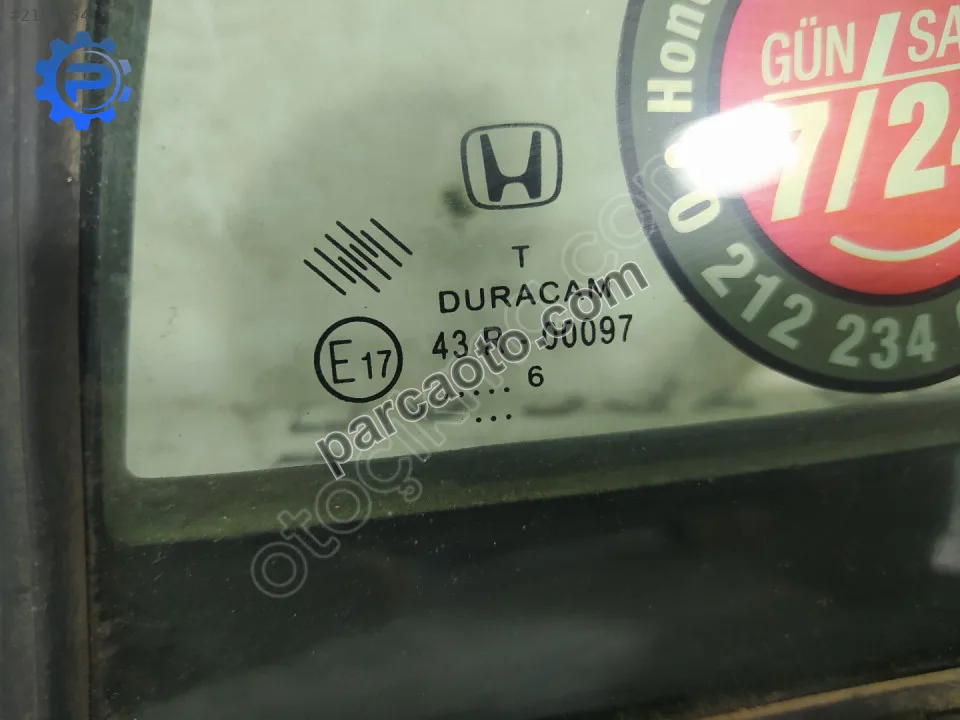 GÜN/SA
7/24
Hon
0 212 234
T
DURACAM
43 R - 00097
E17
.... 6
...
parcaoto.com
otoçıkma.com